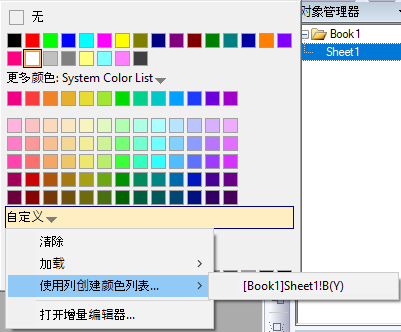 无
对象管理器
Book1
Sheet1
更多颜色: System Color List
自定义
清除
加载
使用列创建颜色列表...
[Book1]Sheet1!B(Y)
打开增量编辑器...